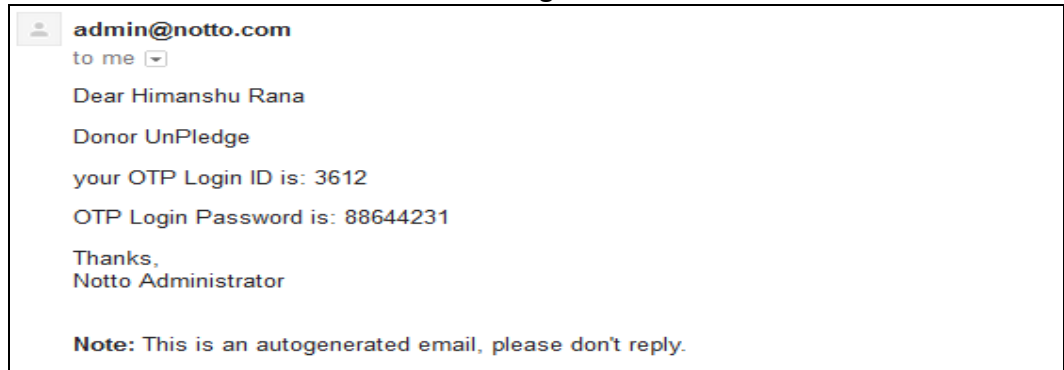 admin@notto.com
to me
Dear Himanshu Rana
Donor UnPledge
your OTP Login ID is: 3612
OTP Login Password is: 88644231
Thanks,
Notto Administrator
Note: This is an autogenerated email, please don't reply.